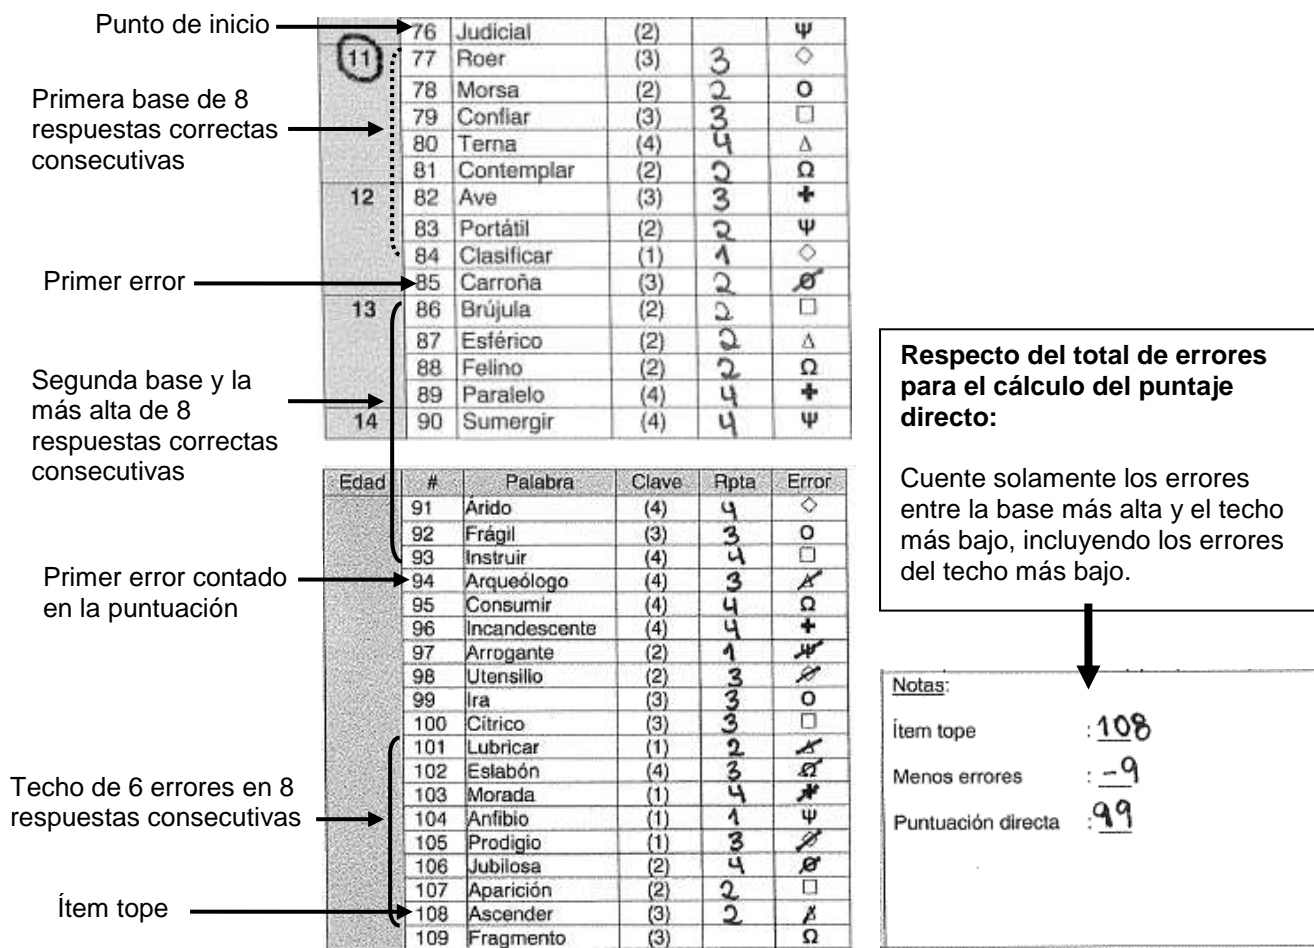 Punto de inicio
Primera base de 8
respuestas correctas
consecutivas
Primer error
Segunda base y la
más alta de 8
respuestas correctas
consecutivas
Primer error contado
en la puntuación
Techo de 6 errores en 8
respuestas consecutivas
Ítem tope
76 Judicial (2) Ψ
11 77 Roer (3) 3 ◇
78 Morsa (2) 2 O
79 Confiar (3) 3 □
80 Terna (4) 4 Δ
81 Contemplar (2) 2 Ω
12 82 Ave (3) 3 ✚
83 Portátil (2) 2 Ψ
84 Clasificar (1) 1 ◇
85 Carroña (3) 2 O
13 86 Brújula (2) 2 □
87 Esférico (2) 2 Δ
88 Felino (2) 2 Ω
89 Paralelo (4) 4 ✚
14 90 Sumergir (4) 4 Ψ
Edad # Palabra Clave Rpta Error
91 Árido (4) 4 ◇
92 Frágil (3) 3 O
93 Instruir (4) 4 □
94 Arqueólogo (4) 3 Δ
95 Consumir (4) 4 Ω
96 Incandescente (4) 4 ✚
97 Arrogante (2) 1 Ψ
98 Utensilio (2) 3 ◇
99 Ira (3) 3 O
100 Cítrico (3) 3 □
101 Lubricar (1) 2 Δ
102 Eslabón (4) 3 Ω
103 Morada (1) 4 ✚
104 Anfibio (1) 1 Ψ
105 Prodigio (1) 3 ◇
106 Jubilosa (2) 4 O
107 Aparición (2) 2 □
108 Ascender (3) 2 Δ
109 Fragmento (3) Ω
Respecto del total de errores
para el cálculo del puntaje
directo:
Cuente solamente los errores
entre la base más alta y el techo
más bajo, incluyendo los errores
del techo más bajo.
Notas:
Ítem tope : 108
Menos errores : -9
Puntuación directa : 99